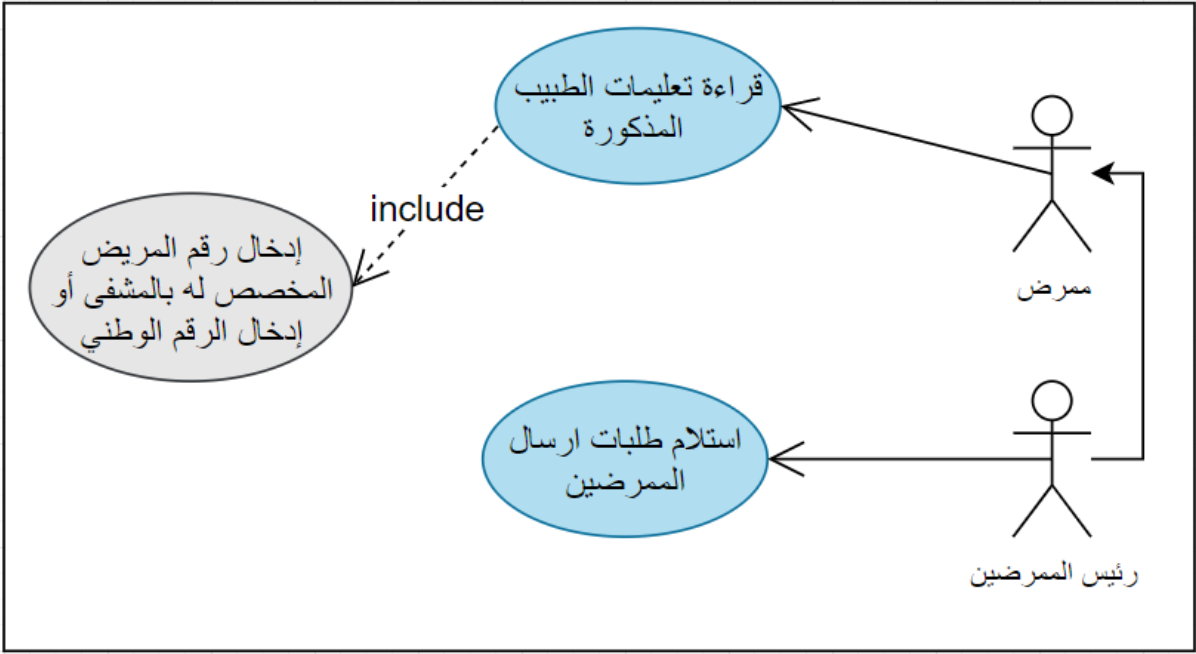 قراءة تعليمات الطبيب
المذكورة
include
إدخال رقم المريض
المخصص له بالمشفى أو
إدخال الرقم الوطني
ممرض
استلام طلبات ارسال
الممرضين
رئيس الممرضين